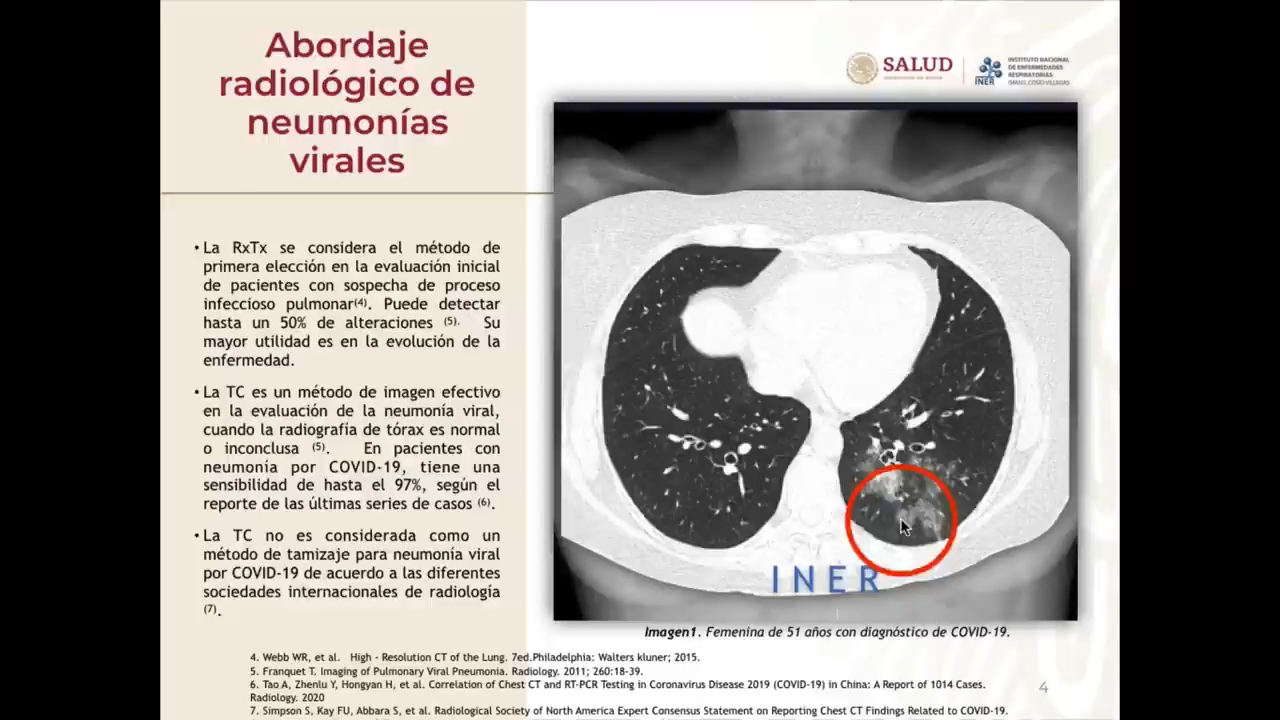 Abordaje
radiológico de
neumonías
virales
SALUD
INER
INSTITUTO NACIONAL
DE ENFERMEDADES
RESPIRATORIAS
ISMAEL COSÍO VILLEGAS
• La RxTx se considera el método de
primera elección en la evaluación inicial
de pacientes con sospecha de proceso
infeccioso pulmonar(4). Puede detectar
hasta un 50% de alteraciones (5). Su
mayor utilidad es en la evolución de la
enfermedad.
• La TC es un método de imagen efectivo
en la evaluación de la neumonía viral,
cuando la radiografía de tórax es normal
o inconclusa (5). En pacientes con
neumonía por COVID-19, tiene una
sensibilidad de hasta el 97%, según el
reporte de las últimas series de casos (6).
• La TC no es considerada como un
método de tamizaje para neumonía viral
por COVID-19 de acuerdo a las diferentes
sociedades internacionales de radiología
(7).
INER
Imagen1. Femenina de 51 años con diagnóstico de COVID-19.
4. Webb WR, et al. High - Resolution CT of the Lung. 7ed.Philadelphia: Walters kluner; 2015.
5. Franquet T. Imaging of Pulmonary Viral Pneumonia. Radiology. 2011; 260:18-39.
6. Tao A, Zhenlu Y, Hongyan H, et al. Correlation of Chest CT and RT-PCR Testing in Coronavirus Disease 2019 (COVID-19) in China: A Report of 1014 Cases.
Radiology. 2020
7. Simpson S, Kay FU, Abbara S, et al. Radiological Society of North America Expert Consensus Statement on Reporting Chest CT Findings Related to COVID-19.
4